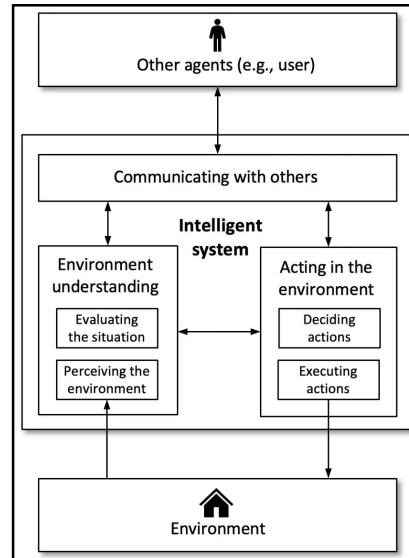 Other agents (e.g., user)
Communicating with others
Intelligent
system
Environment
understanding
Evaluating
the situation
Perceiving the
environment
Acting in the
environment
Deciding
actions
Executing
actions
Environment